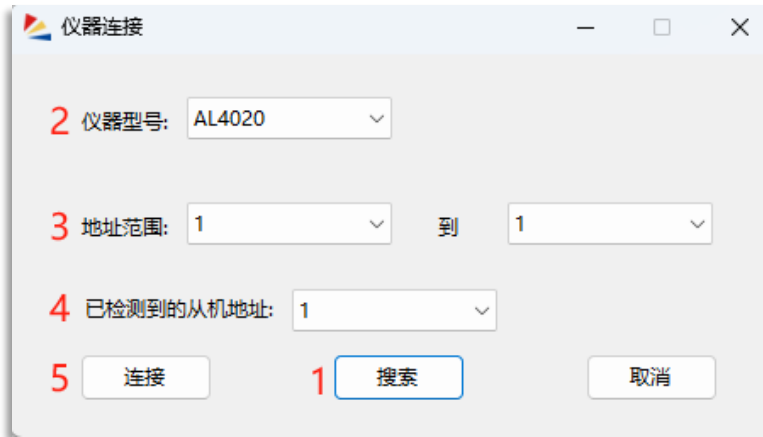 仪器连接
2 仪器型号: AL4020
3 地址范围: 1 到 1
4 已检测到的从机地址: 1
5 连接 1 搜索 取消